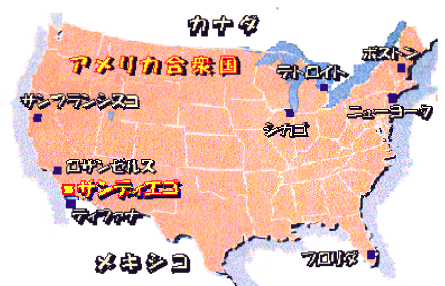 カナダ
アメリカ合衆国
ボストン
デトロイト
サンフランシスコ
ニューヨーク
シカゴ
ロサンゼルス
サンディエゴ
ティファナ
メキシコ
フロリダ